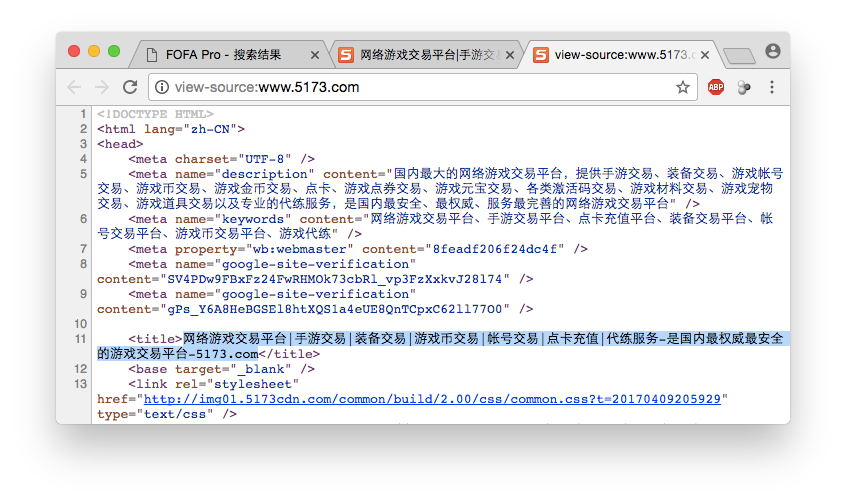 FOFA Pro - 搜索结果
网络游戏交易平台|手游交
view-source:www.5173.c
view-source:www.5173.com
ABP
1 <!DOCTYPE HTML>
2 <html lang="zh-CN">
3 <head>
4 <meta charset="UTF-8" />
5 <meta name="description" content="国内最大的网络游戏交易平台，提供手游交易、装备交易、游戏帐号
交易、游戏币交易、游戏金币交易、点卡、游戏点券交易、游戏元宝交易、各类激活码交易、游戏材料交易、游戏宠物
交易、游戏道具交易以及专业的代练服务，是国内最安全、最权威、服务最完善的网络游戏交易平台" />
6 <meta name="keywords" content="网络游戏交易平台、手游交易平台、点卡充值平台、装备交易平台、帐
号交易平台、游戏币交易平台、游戏代练" />
7 <meta property="wb:webmaster" content="8feadf206f24dc4f" />
8 <meta name="google-site-verification"
content="SV4PDw9FBxFz24FwRHMOk73cbRl_vp3FzXxkvJ28l74" />
9 <meta name="google-site-verification"
content="gPs_Y6A8HeBGSEl8htXQS1a4eUE8QnTCpxC62ll77O0" />
10
11 <title>网络游戏交易平台|手游交易|装备交易|游戏币交易|帐号交易|点卡充值|代练服务-是国内最权威最安全
的游戏交易平台-5173.com</title>
12 <base target="_blank" />
13 <link rel="stylesheet"
href="http://img01.5173cdn.com/common/build/2.00/css/common.css?t=20170409205929"
type="text/css" />